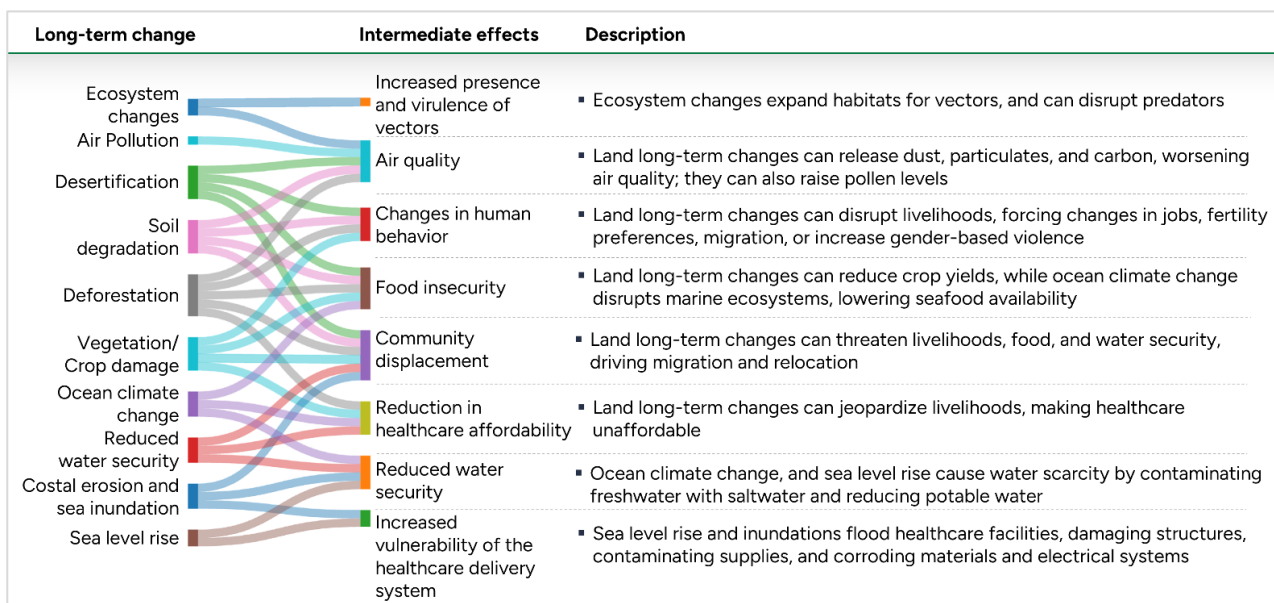 Long-term change
Intermediate effects
Description
Ecosystem
changes
Air Pollution
Desertification
Soil
degradation
Deforestation
Vegetation/
Crop damage
Ocean climate
change
Reduced
water security
Costal erosion and
sea inundation
Sea level rise
Increased presence
and virulence of
vectors
▪ Ecosystem changes expand habitats for vectors, and can disrupt predators
Air quality
▪ Land long-term changes can release dust, particulates, and carbon, worsening
air quality; they can also raise pollen levels
Changes in human
behavior
▪ Land long-term changes can disrupt livelihoods, forcing changes in jobs, fertility
preferences, migration, or increase gender-based violence
Food insecurity
▪ Land long-term changes can reduce crop yields, while ocean climate change
disrupts marine ecosystems, lowering seafood availability
Community
displacement
▪ Land long-term changes can threaten livelihoods, food, and water security,
driving migration and relocation
Reduction in
healthcare affordability
▪ Land long-term changes can jeopardize livelihoods, making healthcare
unaffordable
Reduced water
security
▪ Ocean climate change, and sea level rise cause water scarcity by contaminating
freshwater with saltwater and reducing potable water
Increased
vulnerability of the
healthcare delivery
system
▪ Sea level rise and inundations flood healthcare facilities, damaging structures,
contaminating supplies, and corroding materials and electrical systems